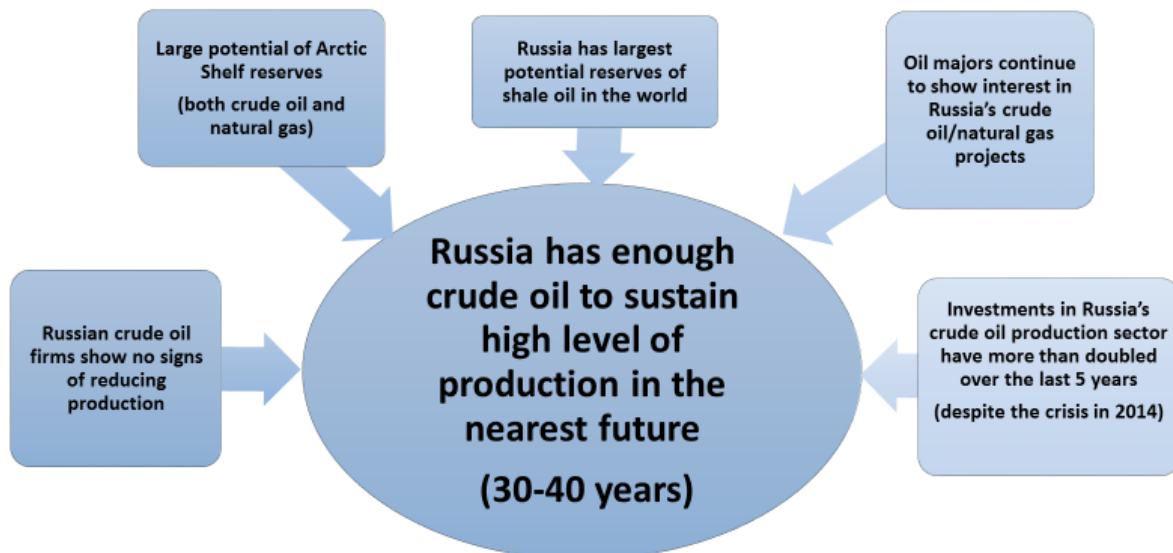 Large potential of Arctic
Shelf reserves
(both crude oil and
natural gas)
Russia has largest
potential reserves of
shale oil in the world
Oil majors continue
to show interest in
Russia's crude
oil/natural gas
projects
Russian crude oil
firms show no signs
of reducing
production
Russia has enough
crude oil to sustain
high level of
production in the
nearest future
(30-40 years)
Investments in Russia's
crude oil production sector
have more than doubled
over the last 5 years
(despite the crisis in 2014)